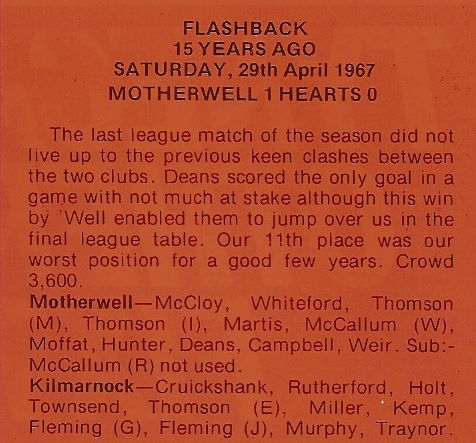 FLASHBACK
15 YEARS AGO
SATURDAY, 29th April 1967
MOTHERWELL 1 HEARTS 0
The last league match of the season did not
live up to the previous keen clashes between
the two clubs. Deans scored the only goal in a
game with not much at stake although this win
by 'Well enabled them to jump over us in the
final league table. Our 11th place was our
worst position for a good few years. Crowd
3,600.
Motherwell—McCloy, Whiteford, Thomson
(M), Thomson (I), Martis, McCallum (W),
Moffat, Hunter, Deans, Campbell, Weir. Sub:-
McCallum (R) not used.
Kilmarnock—Cruickshank, Rutherford, Holt,
Townsend, Thomson (E), Miller, Kemp,
Fleming (G), Fleming (J), Murphy, Traynor.